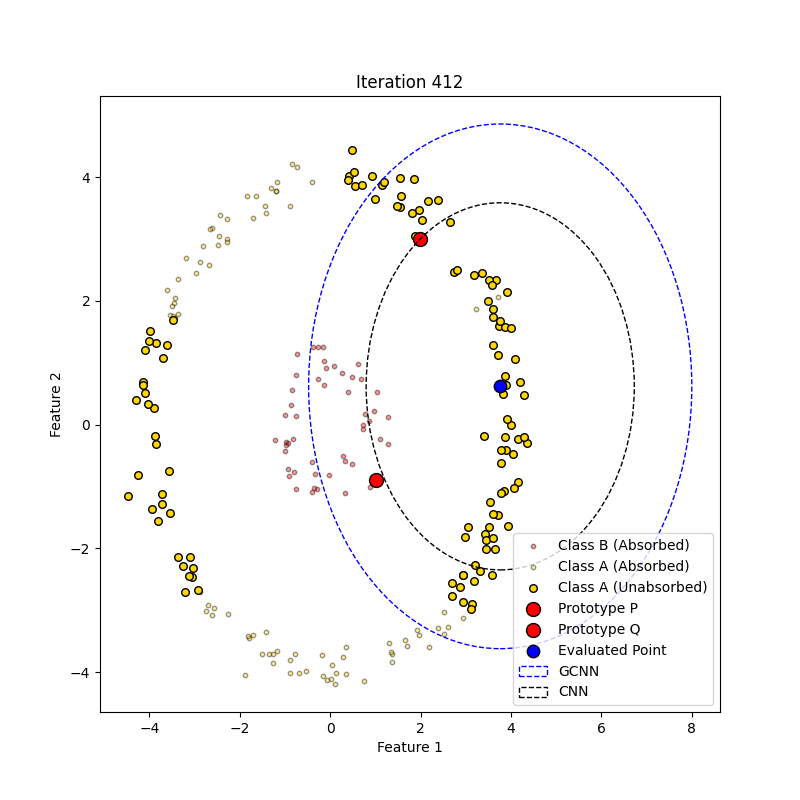 Iteration 412
Feature 2
4
2
0
−2
−4
−4
−2
0
2
4
6
8
Feature 1
Class B (Absorbed)
Class A (Absorbed)
Class A (Unabsorbed)
Prototype P
Prototype Q
Evaluated Point
GCNN
CNN